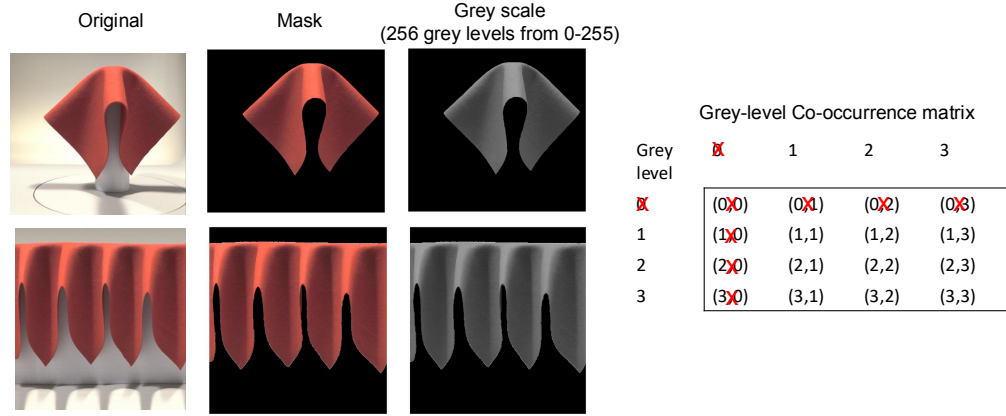 Original
Mask
Grey scale
(256 grey levels from 0-255)
Grey-level Co-occurrence matrix
Grey
level
0 1 2 3
0 (0,0) (0,1) (0,2) (0,3)
1 (1,0) (1,1) (1,2) (1,3)
2 (2,0) (2,1) (2,2) (2,3)
3 (3,0) (3,1) (3,2) (3,3)